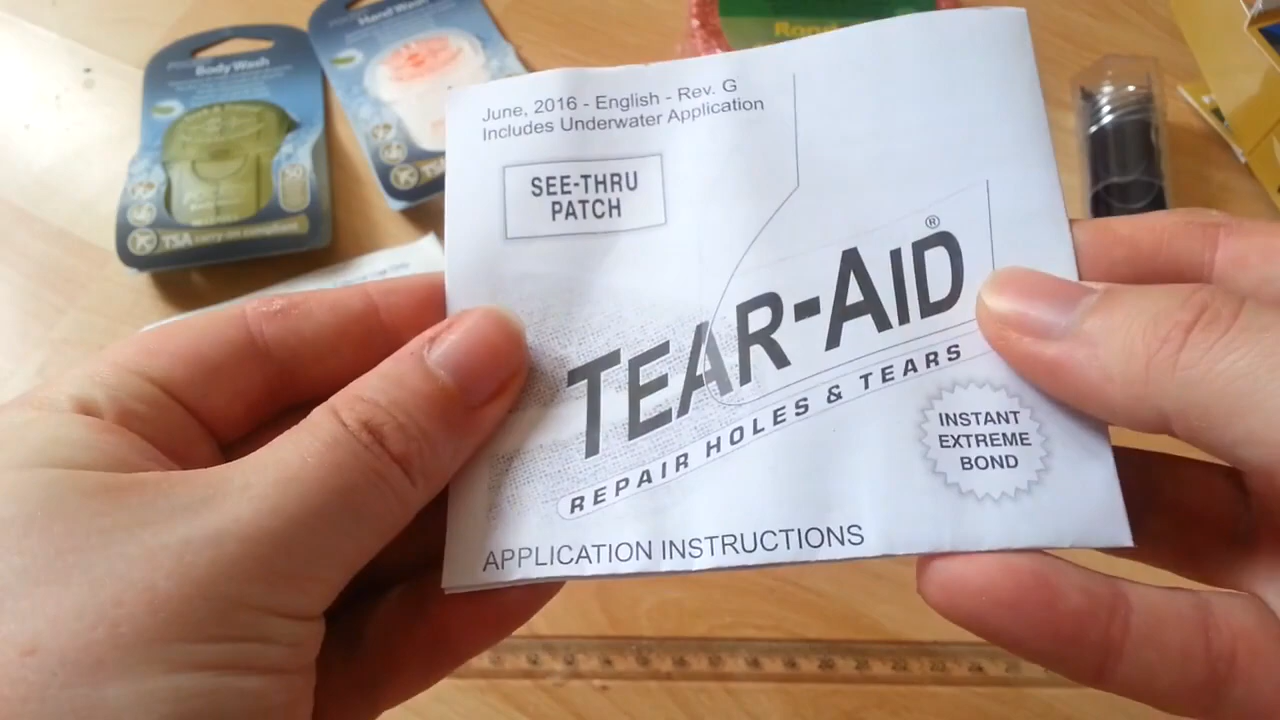 Body Wash
Hand Wash
50
TSA carry on compliant
TSA
June, 2016 - English - Rev. G
Includes Underwater Application
SEE-THRU
PATCH
TEAR-AID®
REPAIR HOLES & TEARS
INSTANT
EXTREME
BOND
APPLICATION INSTRUCTIONS